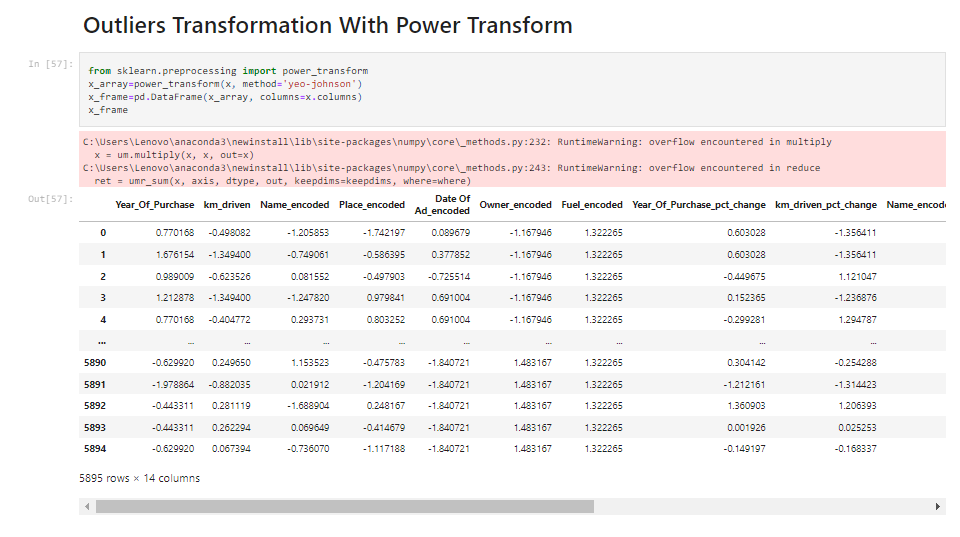 Outliers Transformation With Power Transform
In [57]:
from sklearn.preprocessing import power_transform
x_array=power_transform(x, method='yeo-johnson')
x_frame=pd.DataFrame(x_array, columns=x.columns)
x_frame
C:\Users\Lenovo\anaconda3\newinstall\lib\site-packages\numpy\core\_methods.py:232: RuntimeWarning: overflow encountered in multiply
x = um.multiply(x, x, out=x)
C:\Users\Lenovo\anaconda3\newinstall\lib\site-packages\numpy\core\_methods.py:243: RuntimeWarning: overflow encountered in reduce
ret = umr_sum(x, axis, dtype, out, keepdims=keepdims, where=where)
Out[57]:
Year_Of_Purchase km_driven Name_encoded Place_encoded Date Of Ad_encoded Owner_encoded Fuel_encoded Year_Of_Purchase_pct_change km_driven_pct_change Name_encode
0 0.770168 -0.498082 -1.205853 -1.742197 0.089679 -1.167946 1.322265 0.603028 -1.356411
1 1.676154 -1.349400 -0.749061 -0.586395 0.377852 -1.167946 1.322265 0.603028 -1.356411
2 0.989009 -0.623526 0.081552 -0.497903 -0.725514 -1.167946 1.322265 -0.449675 1.121047
3 1.212878 -1.349400 -1.247820 0.979841 0.691004 -1.167946 1.322265 0.152365 -1.236876
4 0.770168 -0.404772 0.293731 0.803252 0.691004 -1.167946 1.322265 -0.299281 1.294787
... ... ... ... ... ... ... ... ... ...
5890 -0.629920 0.249650 1.153523 -0.475783 -1.840721 1.483167 1.322265 0.304142 -0.254288
5891 -1.978864 -0.882035 0.021912 -1.204169 -1.840721 1.483167 1.322265 -1.212161 -1.314423
5892 -0.443311 0.281119 -1.688904 0.248167 -1.840721 1.483167 1.322265 1.360903 1.206393
5893 -0.443311 0.262294 0.069649 -0.414679 -1.840721 1.483167 1.322265 0.001926 0.025253
5894 -0.629920 0.067394 -0.736070 -1.117188 -1.840721 1.483167 1.322265 -0.149197 -0.168337
5895 rows × 14 columns